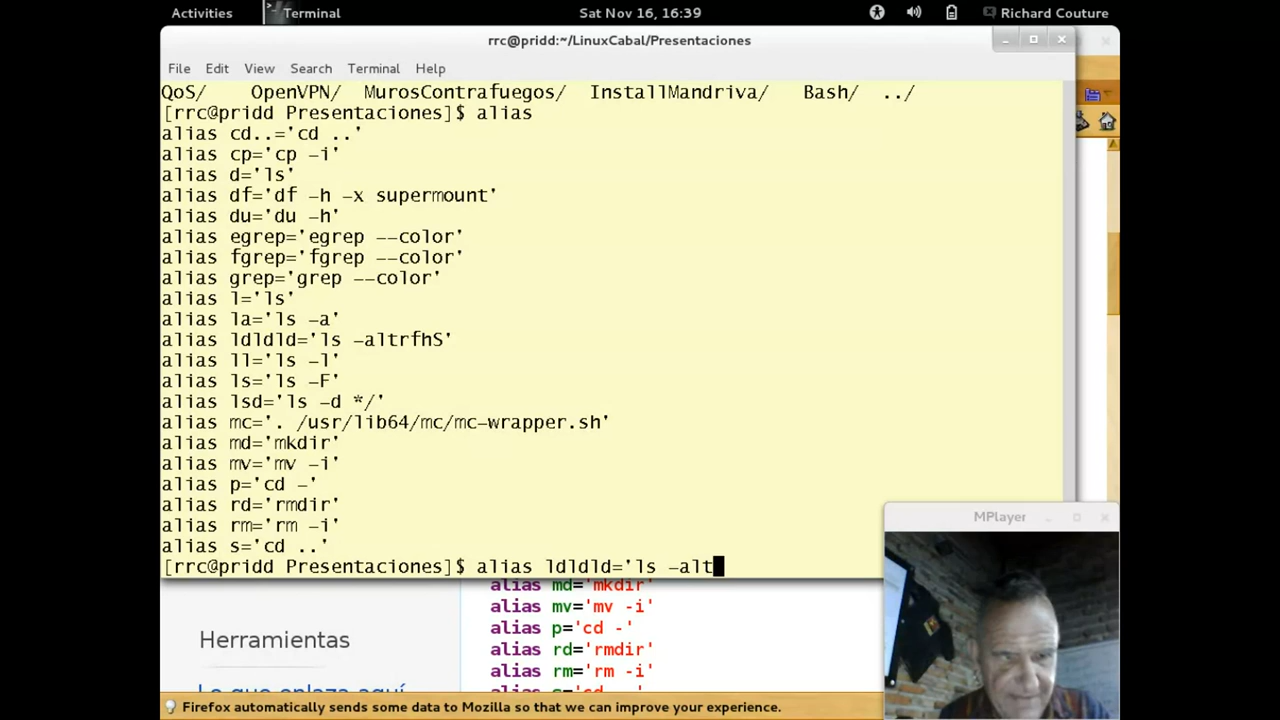 Activities Terminal Sat Nov 16, 16:39 Richard Couture
rrc@pridd:~/LinuxCabal/Presentaciones
File Edit View Search Terminal Help
QoS/ OpenVPN/ MurosContrafuegos/ InstallMandriva/ Bash/ ../
[rrc@pridd Presentaciones]$ alias
alias cd..='cd ..'
alias cp='cp -i'
alias d='ls'
alias df='df -h -x supermount'
alias du='du -h'
alias egrep='egrep --color'
alias fgrep='fgrep --color'
alias grep='grep --color'
alias l='ls'
alias la='ls -a'
alias ldldld='ls -altrfhS'
alias ll='ls -l'
alias ls='ls -F'
alias lsd='ls -d */'
alias mc='. /usr/lib64/mc/mc-wrapper.sh'
alias md='mkdir'
alias mv='mv -i'
alias p='cd -'
alias rd='rmdir'
alias rm='rm -i'
alias s='cd ..'
[rrc@pridd Presentaciones]$ alias ldldld='ls -alt
MPlayer
alias md='mkdir'
alias mv='mv -i'
alias p='cd -'
alias rd='rmdir'
alias rm='rm -i'
Herramientas
Lo que enlaza aquí
Firefox automatically sends some data to Mozilla so that we can improve your experience.